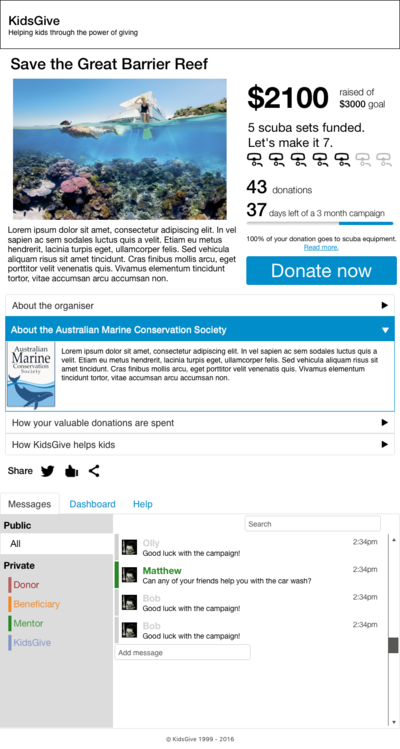 KidsGive
Helping kids through the power of giving
Save the Great Barrier Reef
$2100
raised of
$3000 goal
5 scuba sets funded.
Let's make it 7.
43 donations
37 days left of a 3 month campaign
100% of your donation goes to scuba equipment.
Read more.
Donate now
Lorem ipsum dolor sit amet, consectetur adipiscing elit. In vel
sapien ac sem sodales luctus quis a velit. Etiam eu metus
hendrerit, lacinia turpis eget, ullamcorper felis. Sed vehicula
aliquam risus sit amet tincidunt. Cras finibus mollis arcu, eget
porttitor velit venenatis quis. Vivamus elementum tincidunt
tortor, vitae accumsan arcu accumsan non.
About the organiser
About the Australian Marine Conservation Society
Australian
Marine
Conservation
Society
Lorem ipsum dolor sit amet, consectetur adipiscing elit. In vel sapien ac sem sodales luctus quis a
velit. Etiam eu metus hendrerit, lacinia turpis eget, ullamcorper felis. Sed vehicula aliquam risus sit
amet tincidunt. Cras finibus mollis arcu, eget porttitor velit venenatis quis. Vivamus elementum
tincidunt tortor, vitae accumsan arcu accumsan non.
How your valuable donations are spent
How KidsGive helps kids
Share
Messages
Dashboard
Help
Public
All
Private
Donor
Beneficiary
Mentor
KidsGive
Search
Olly 2:34pm
Good luck with the campaign!
Matthew 2:34pm
Can any of your friends help you with the car wash?
Bob 2:34pm
Good luck with the campaign!
Bob 2:34pm
Good luck with the campaign!
Add message
© KidsGive 1999 - 2016